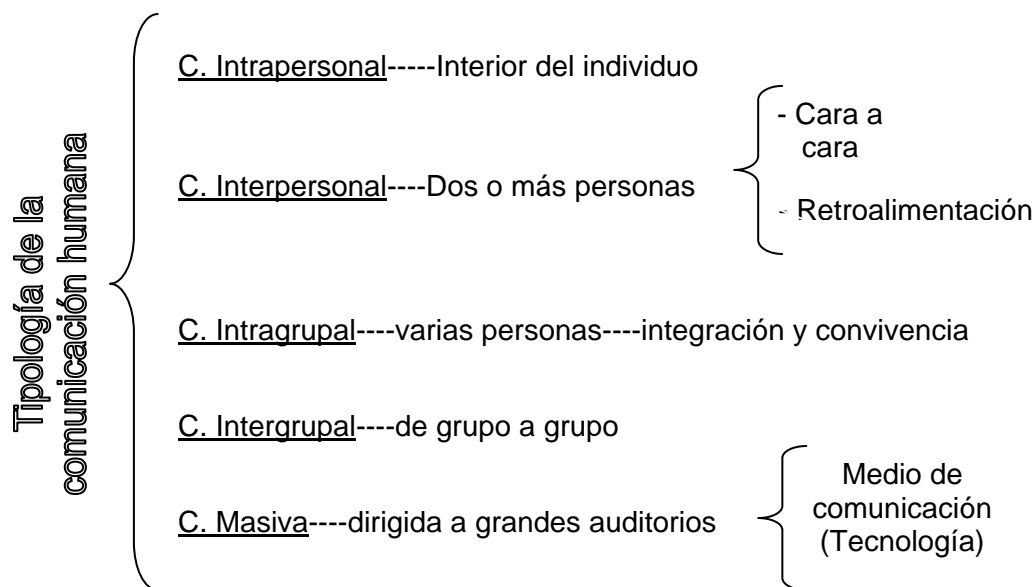 Tipología de la
comunicación humana
C. Intrapersonal-----Interior del individuo
C. Interpersonal----Dos o más personas
- Cara a
cara
- Retroalimentación
C. Intragrupal----varias personas----integración y convivencia
C. Intergrupal----de grupo a grupo
C. Masiva----dirigida a grandes auditorios
Medio de
comunicación
(Tecnología)